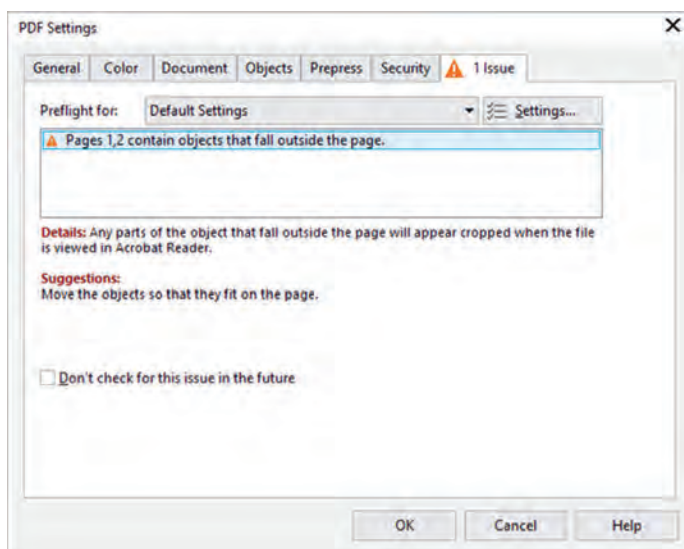 PDF Settings
General Color Document Objects Prepress Security 1 Issue
Preflight for: Default Settings Settings...
Pages 1,2 contain objects that fall outside the page.
Details: Any parts of the object that fall outside the page will appear cropped when the file
is viewed in Acrobat Reader.
Suggestions:
Move the objects so that they fit on the page.
Don't check for this issue in the future
OK Cancel Help